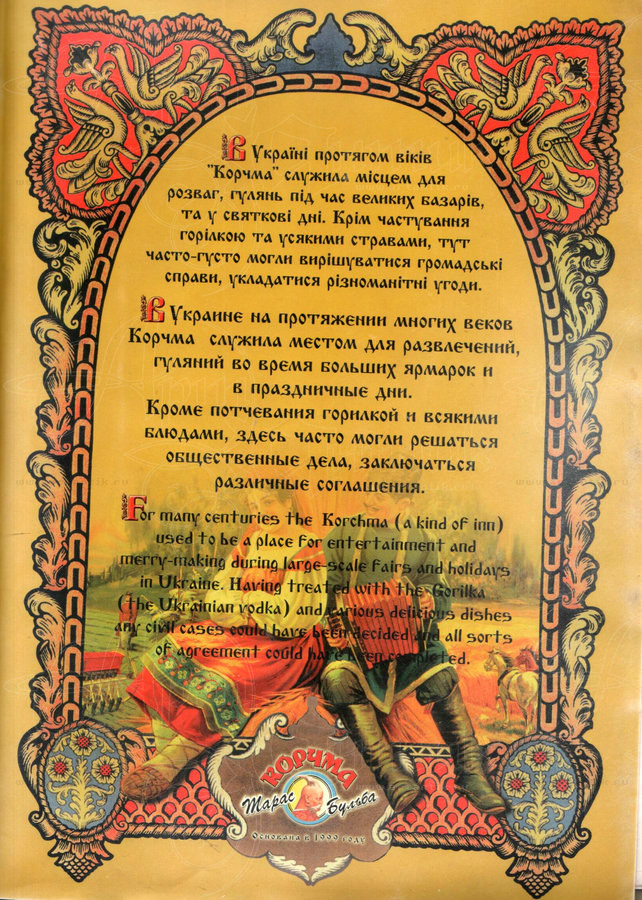 В Україні протягом віків
"Корчма" служила місцем для
розваг, гулянь під час великих базарів,
та у святкові дні. Крім частування
горілкою та усякими стравами, тут
часто-густо могли вирішуватися громадські
справи, укладатися різноманітні угоди.
В Украине на протяжении многих веков
Корчма служила местом для развлечений,
гуляний во время больших ярмарок и
в праздничные дни.
Кроме потчевания горилкой и всякими
блюдами, здесь часто могли решаться
общественные дела, заключаться
различные соглашения.
For many centuries the Korchma (a kind of inn)
used to be a place for entertainment and
merry-making during large-scale fairs and holidays
in Ukraine. Having treated with the Gorilka
(the Ukrainian vodka) and various delicious dishes
any civil cases could have been decided and all sorts
of agreement could have been completed.
КОРЧМА
Тарас Бульба
Основана в 1999 году